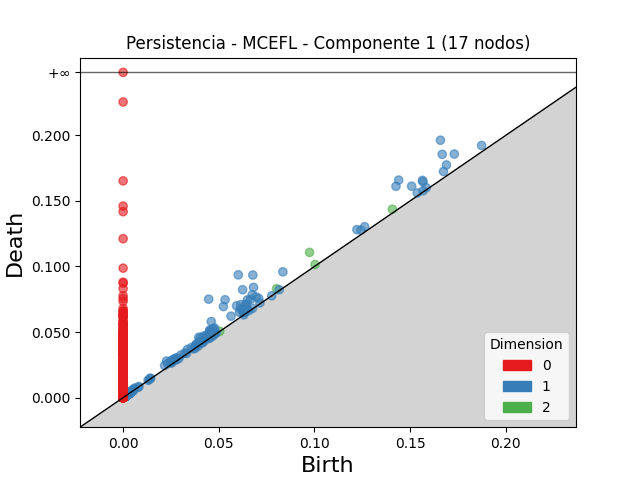 Persistencia - MCEFL - Componente 1 (17 nodos)
+∞
0.200
0.150
0.100
0.050
0.000
Death
Dimension
0
1
2
0.00 0.05 0.10 0.15 0.20
Birth